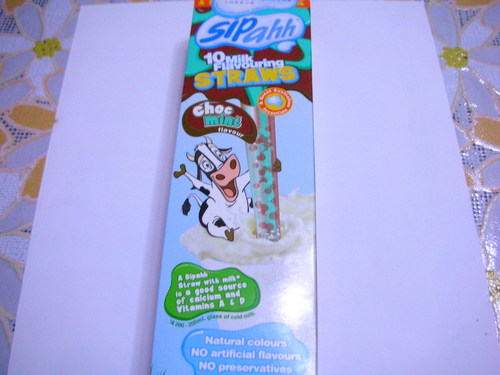 SIPahh
10 Milk
Flavouring
STRAWS
Choc
mint
flavour
A Sipahh
Straw with milk*
is a good source
of calcium and
Vitamins A & D
Natural colours
NO artificial flavours
NO preservatives